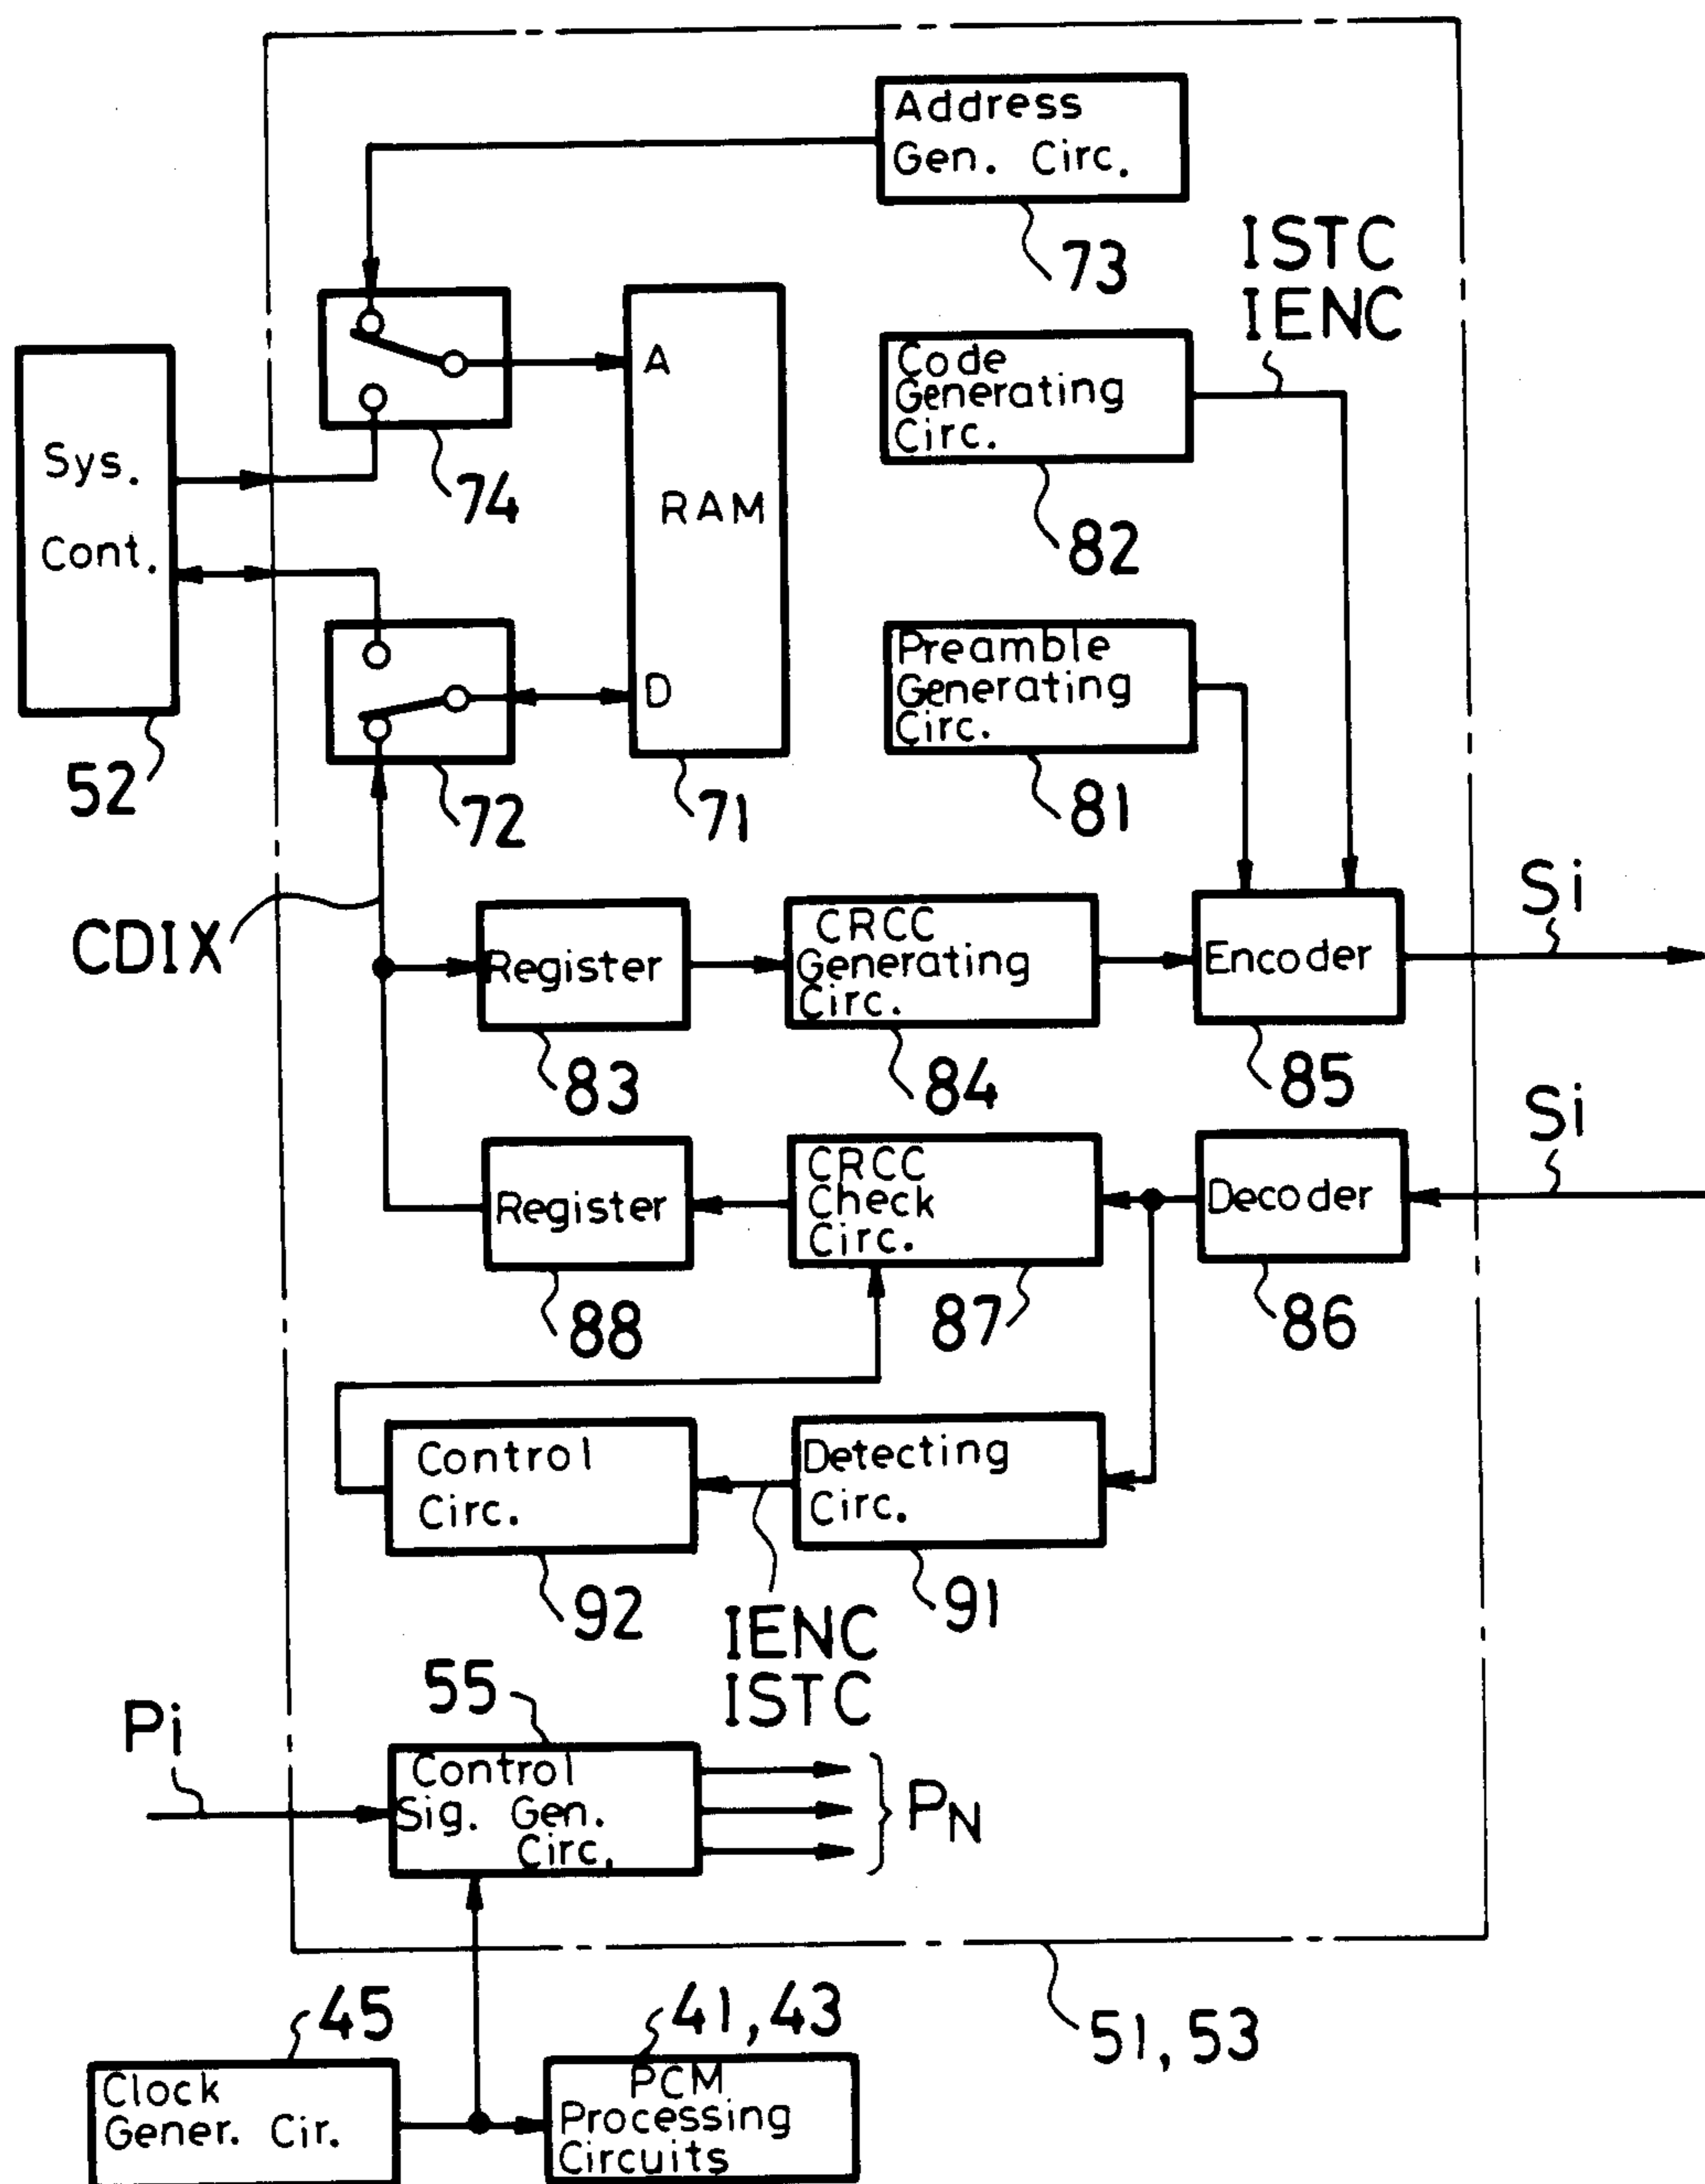 Address
Gen. Circ.
73
ISTC
IENC
Code
Generating
Circ.
82
A
RAM
D
71
74
Sys.
Cont.
52
72
Preamble
Generating
Circ.
81
CDIX
Register
83
CRCC
Generating
Circ.
84
Encoder
85
Si
Si
Register
88
CRCC
Check
Circ.
87
Decoder
86
Control
Circ.
92
Detecting
Circ.
91
IENC
ISTC
55
Pi
Control
Sig. Gen.
Circ.
PN
51, 53
45
Clock
Gener. Cir.
41, 43
PCM
Processing
Circuits